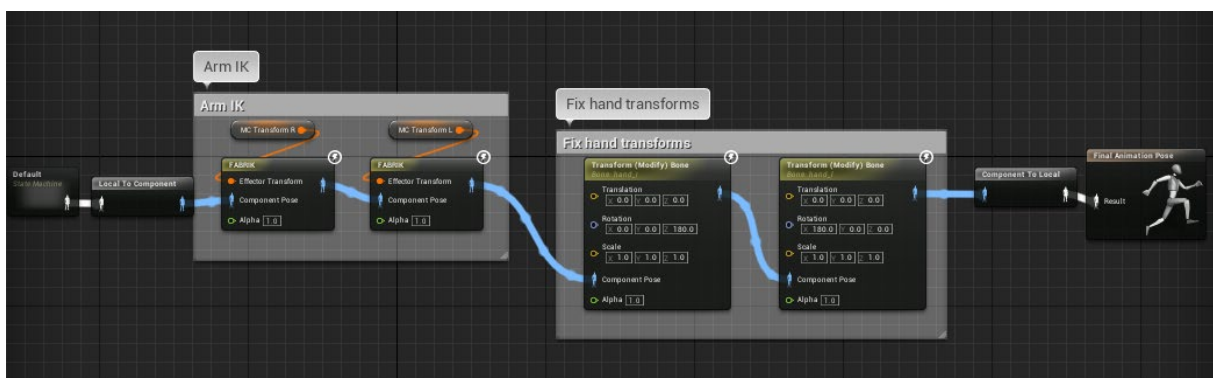 Arm IK
Arm IK
MC Transform R
MC Transform L
FABRIK
Effector Transform
Component Pose
Alpha 1.0
FABRIK
Effector Transform
Component Pose
Alpha 1.0
Default
State Machine
Local To Component
Fix hand transforms
Fix hand transforms
Transform (Modify) Bone
Translation
X 0.0 Y 0.0 Z 0.0
Rotation
X 0.0 Y 0.0 Z 180.0
Scale
X 1.0 Y 1.0 Z 1.0
Component Pose
Alpha 1.0
Transform (Modify) Bone
Translation
X 0.0 Y 0.0 Z 0.0
Rotation
X 180.0 Y 0.0 Z 0.0
Scale
X 1.0 Y 1.0 Z 1.0
Component Pose
Alpha 1.0
Component To Local
Final Animation Pose
Result